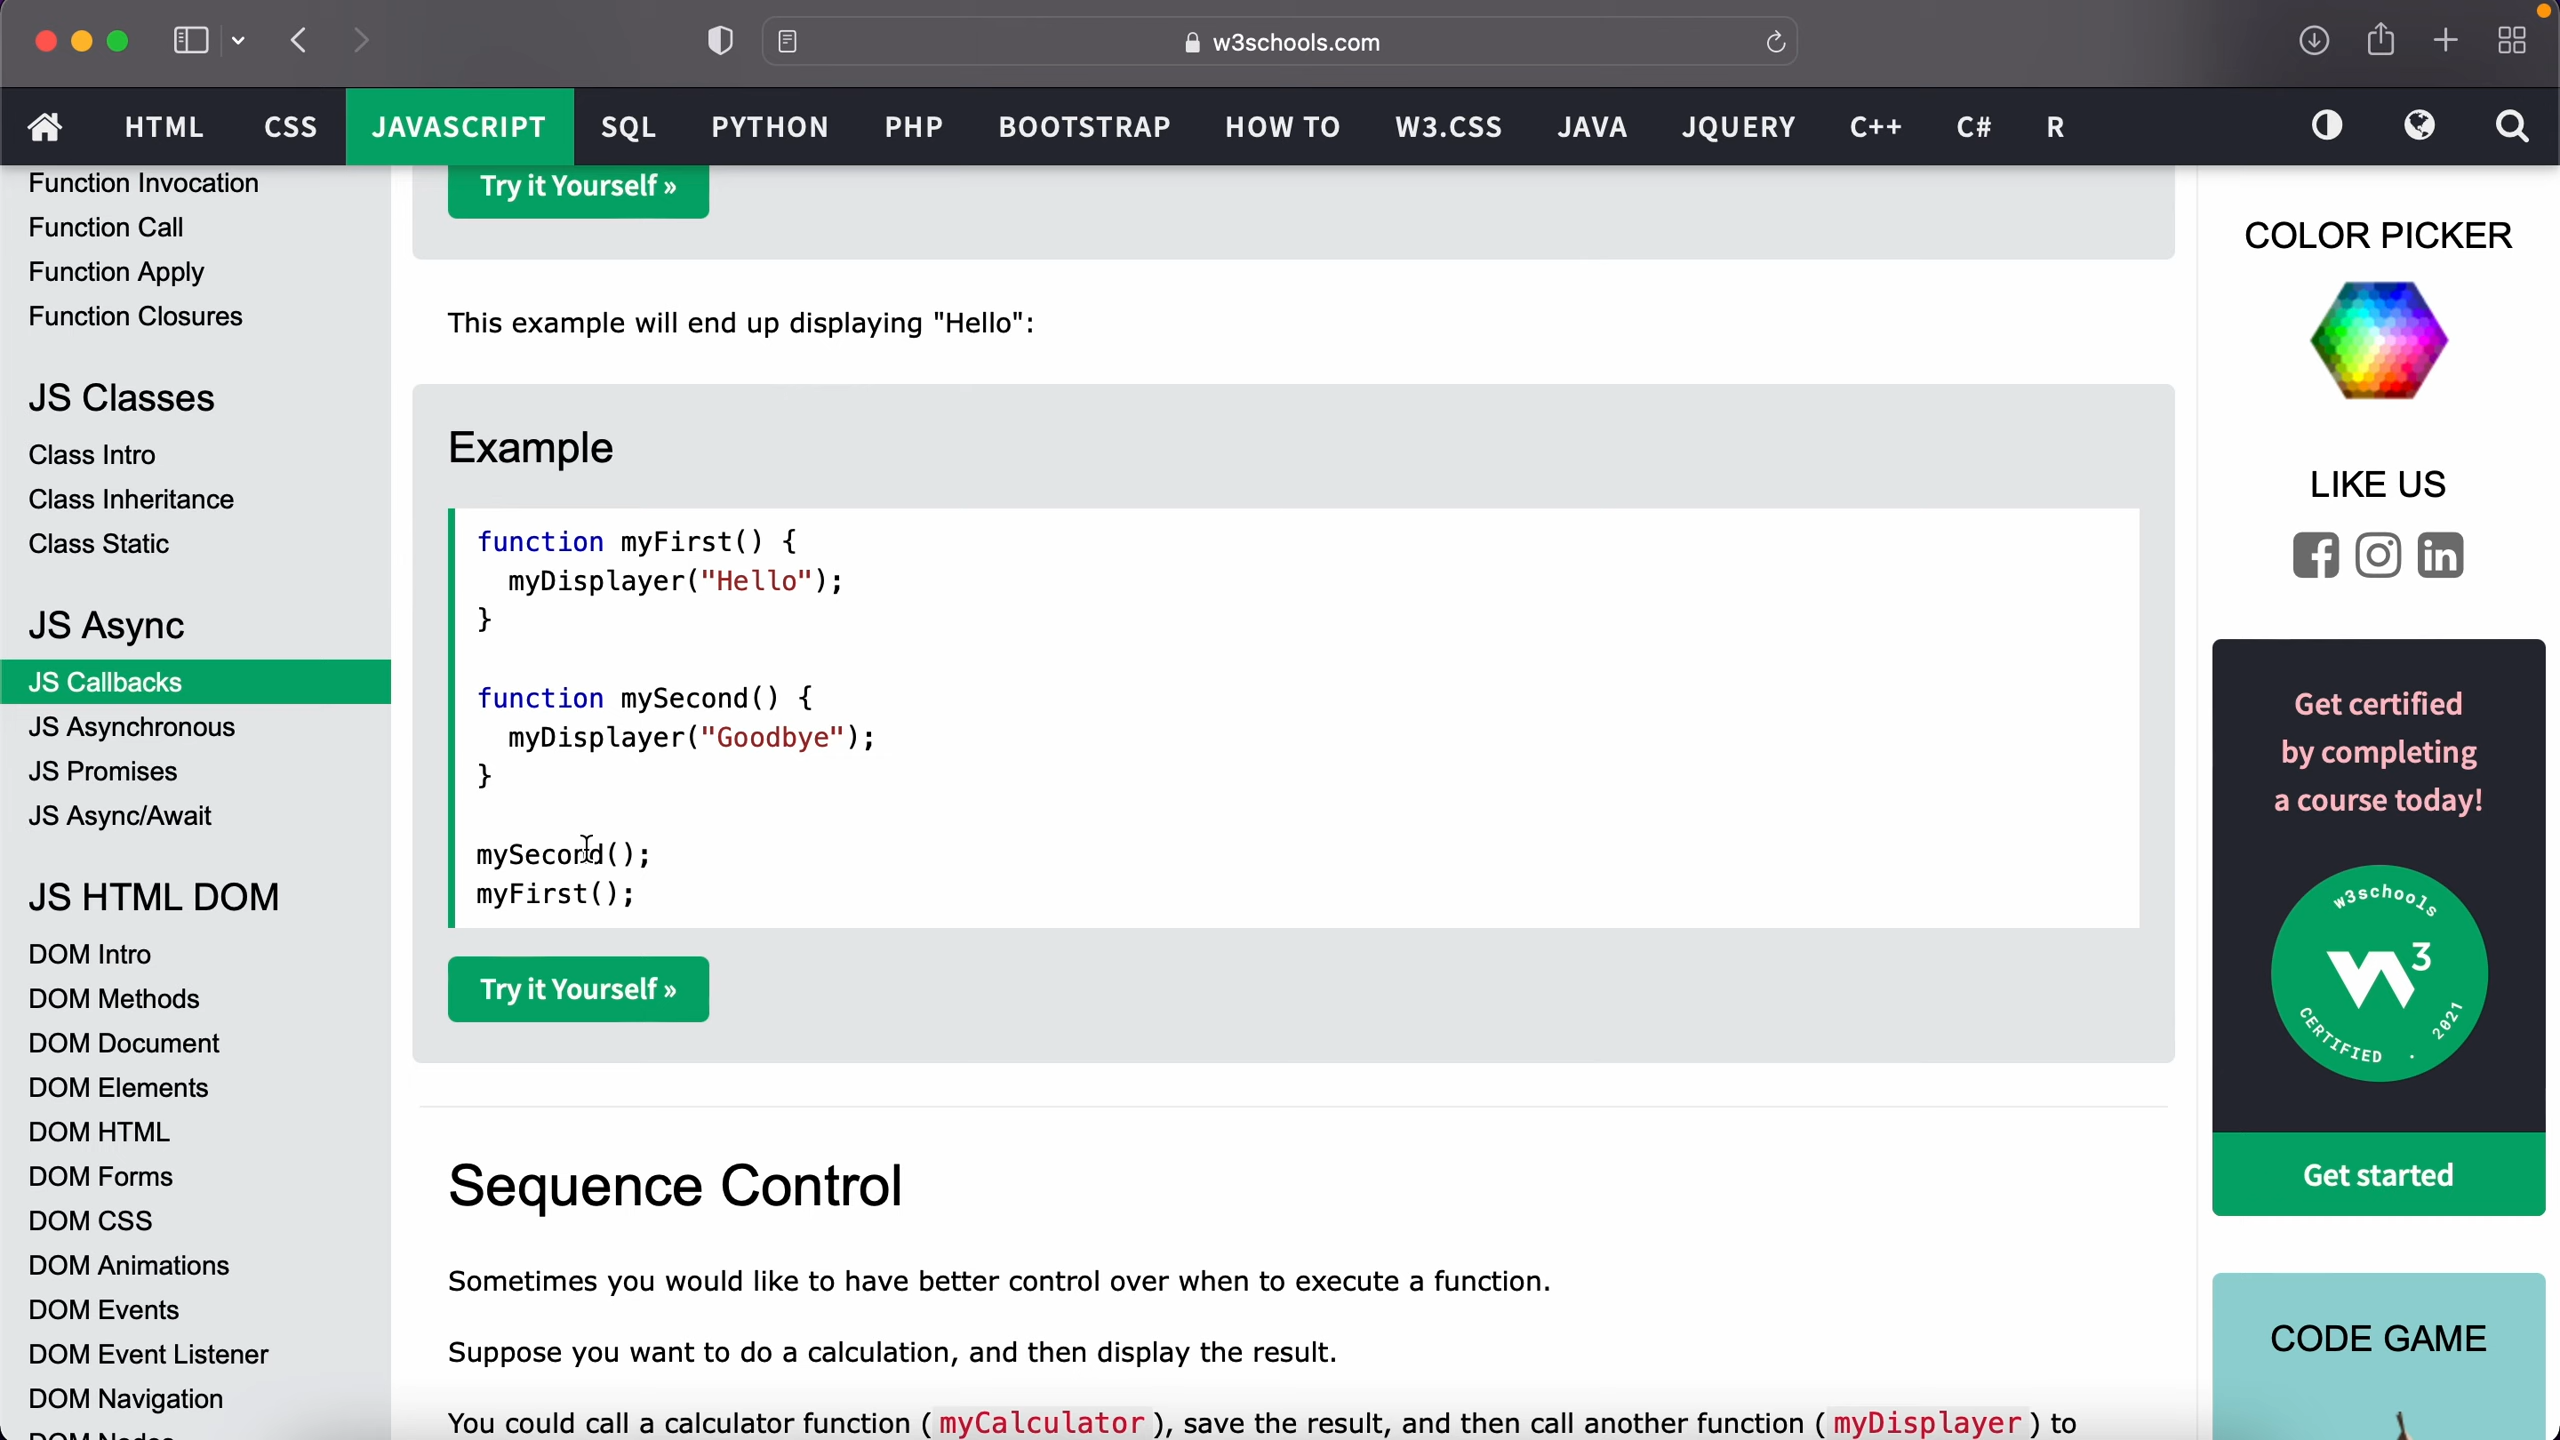 w3schools.com
HTML CSS JAVASCRIPT SQL PYTHON PHP BOOTSTRAP HOW TO W3.CSS JAVA JQUERY C++ C# R
Function Invocation
Function Call
Function Apply
Function Closures
JS Classes
Class Intro
Class Inheritance
Class Static
JS Async
JS Callbacks
JS Asynchronous
JS Promises
JS Async/Await
JS HTML DOM
DOM Intro
DOM Methods
DOM Document
DOM Elements
DOM HTML
DOM Forms
DOM CSS
DOM Animations
DOM Events
DOM Event Listener
DOM Navigation
Try it Yourself »
This example will end up displaying "Hello":
Example
function myFirst() {
myDisplayer("Hello");
}
function mySecond() {
myDisplayer("Goodbye");
}
mySecond();
myFirst();
Try it Yourself »
Sequence Control
Sometimes you would like to have better control over when to execute a function.
Suppose you want to do a calculation, and then display the result.
You could call a calculator function (myCalculator), save the result, and then call another function (myDisplayer) to
COLOR PICKER
LIKE US
Get certified
by completing
a course today!
w3schools
W3
CERTIFIED . 2021
Get started
CODE GAME